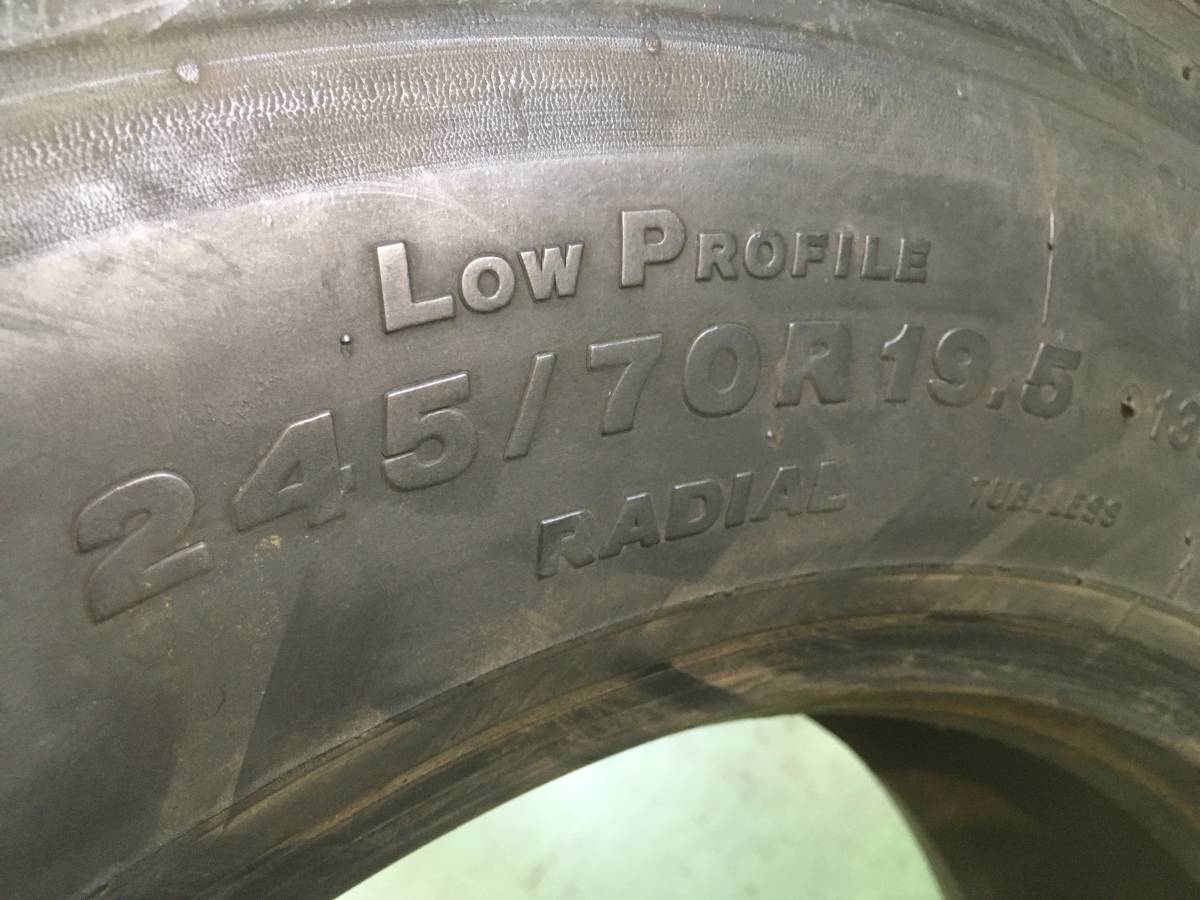 LOW PROFILE
245/70R19.5
RADIAL
TUBELESS